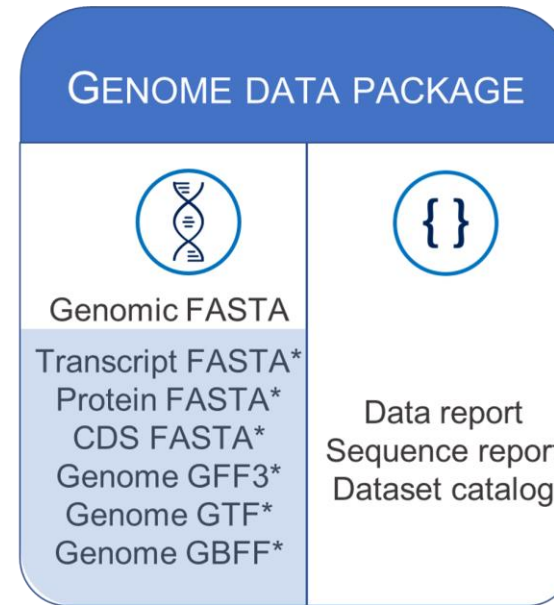 GENOME DATA PACKAGE
{ }
Genomic FASTA
Transcript FASTA*
Protein FASTA*
CDS FASTA*
Genome GFF3*
Genome GTF*
Genome GBFF*
Data report
Sequence report
Dataset catalog